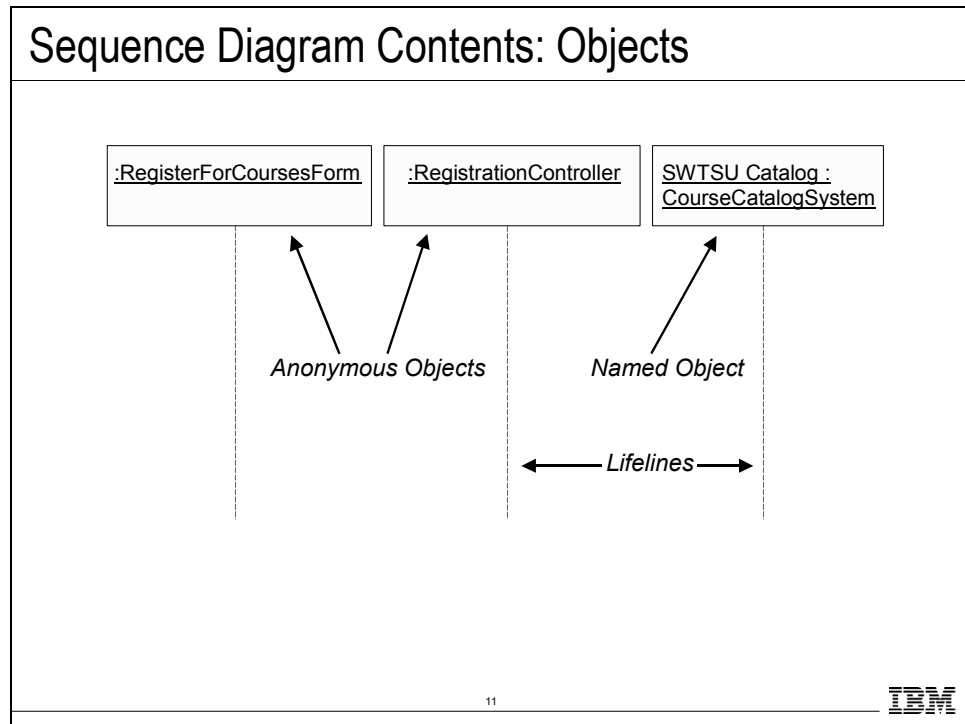 Sequence Diagram Contents: Objects
:RegisterForCoursesForm
:RegistrationController
SWTSU Catalog :
CourseCatalogSystem
Anonymous Objects
Named Object
Lifelines
11
IBM